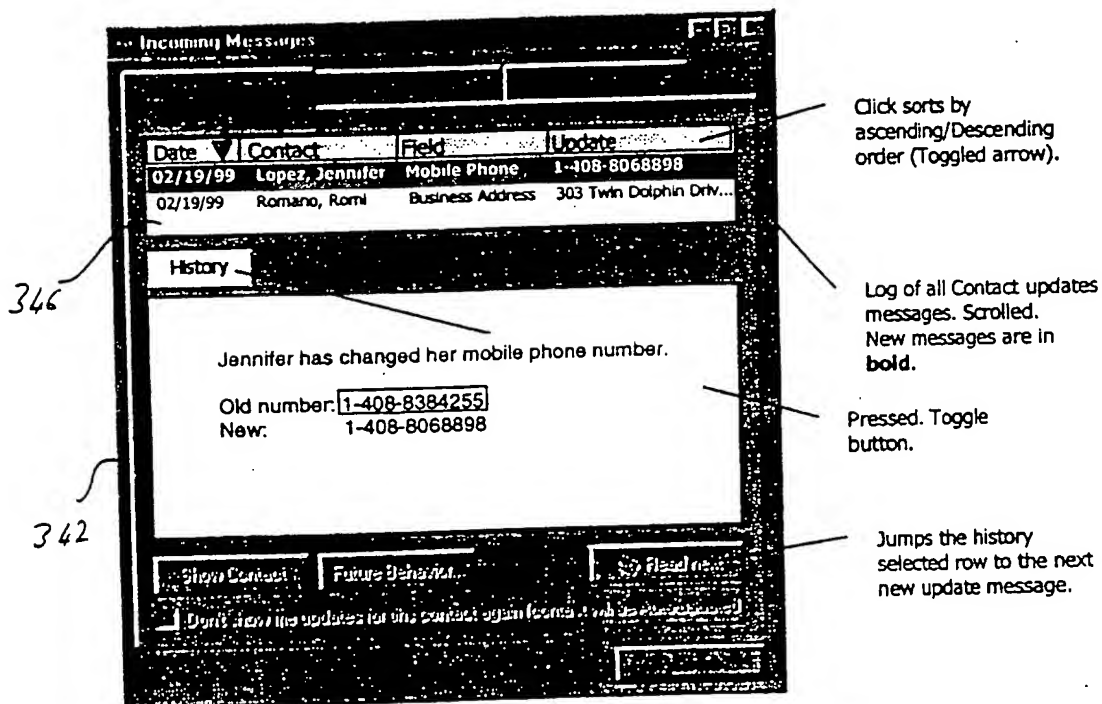 Incoming Messages
Date Contact Field Update
02/19/99 Lopez, Jennifer Mobile Phone 1-408-8068898
02/19/99 Romano, Romi Business Address 303 Twin Dolphin Driv...
History
Jennifer has changed her mobile phone number.
Old number: 1-408-8384255
New: 1-408-8068898
Show Contact
Future Behavior...
Read
Don't show me updates for this contact again (contact will be
346
342
Click sorts by
ascending/Descending
order (Toggled arrow).
Log of all Contact updates
messages. Scrolled.
New messages are in
bold.
Pressed. Toggle
button.
Jumps the history
selected row to the next
new update message.